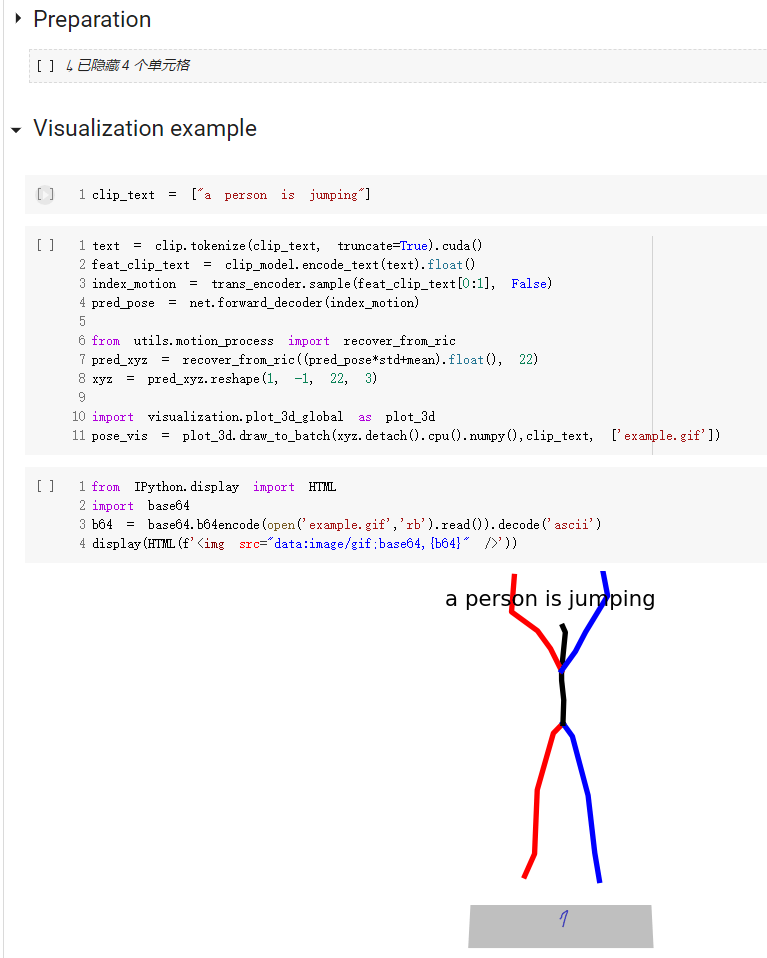 Preparation
[ ] ↳ 已隐藏 4 个单元格
Visualization example
[ ] 1 clip_text = ["a person is jumping"]
[ ] 1 text = clip.tokenize(clip_text, truncate=True).cuda()
2 feat_clip_text = clip_model.encode_text(text).float()
3 index_motion = trans_encoder.sample(feat_clip_text[0:1], False)
4 pred_pose = net.forward_decoder(index_motion)
5
6 from utils.motion_process import recover_from_ric
7 pred_xyz = recover_from_ric((pred_pose*std+mean).float(), 22)
8 xyz = pred_xyz.reshape(1, -1, 22, 3)
9
10 import visualization.plot_3d_global as plot_3d
11 pose_vis = plot_3d.draw_to_batch(xyz.detach().cpu().numpy(),clip_text, ['example.gif'])
[ ] 1 from IPython.display import HTML
2 import base64
3 b64 = base64.b64encode(open('example.gif','rb').read()).decode('ascii')
4 display(HTML(f'<img src="data:image/gif;base64,{b64}" />'))
a person is jumping